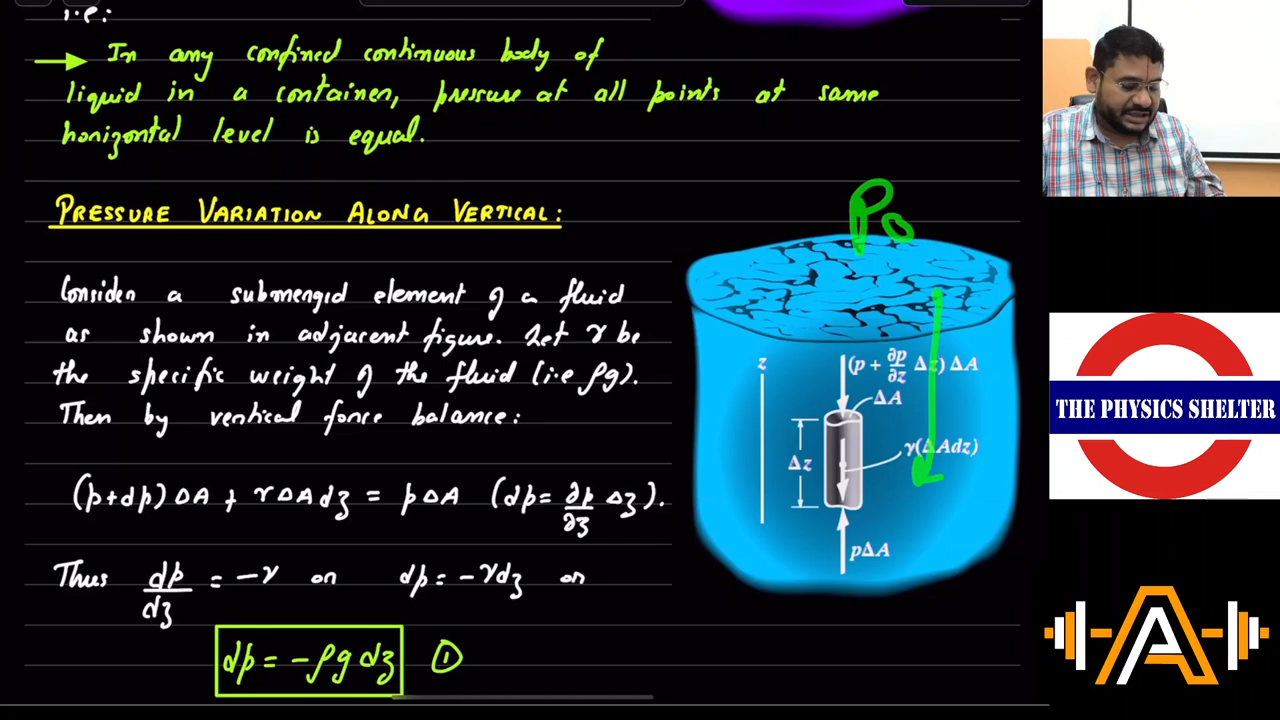 i.e:
In any confined continuous body of
liquid in a container, pressure at all points at same
horizontal level is equal.
PRESSURE VARIATION ALONG VERTICAL:
Consider a submerged element of a fluid
as shown in adjacent figure. Let γ be
the specific weight of the fluid (i.e ρg).
Then by vertical force balance:
(p+dp)ΔA + γΔA dz = pΔA (dp = ∂p/∂z Δz).
Thus dp/dz = -γ or dp = -γdz or
dp = -ρg dz ①
P₀
z
(p + ∂p/∂z Δz) ΔA
ΔA
Δz
γ(ΔAdz)
pΔA
THE PHYSICS SHELTER
A